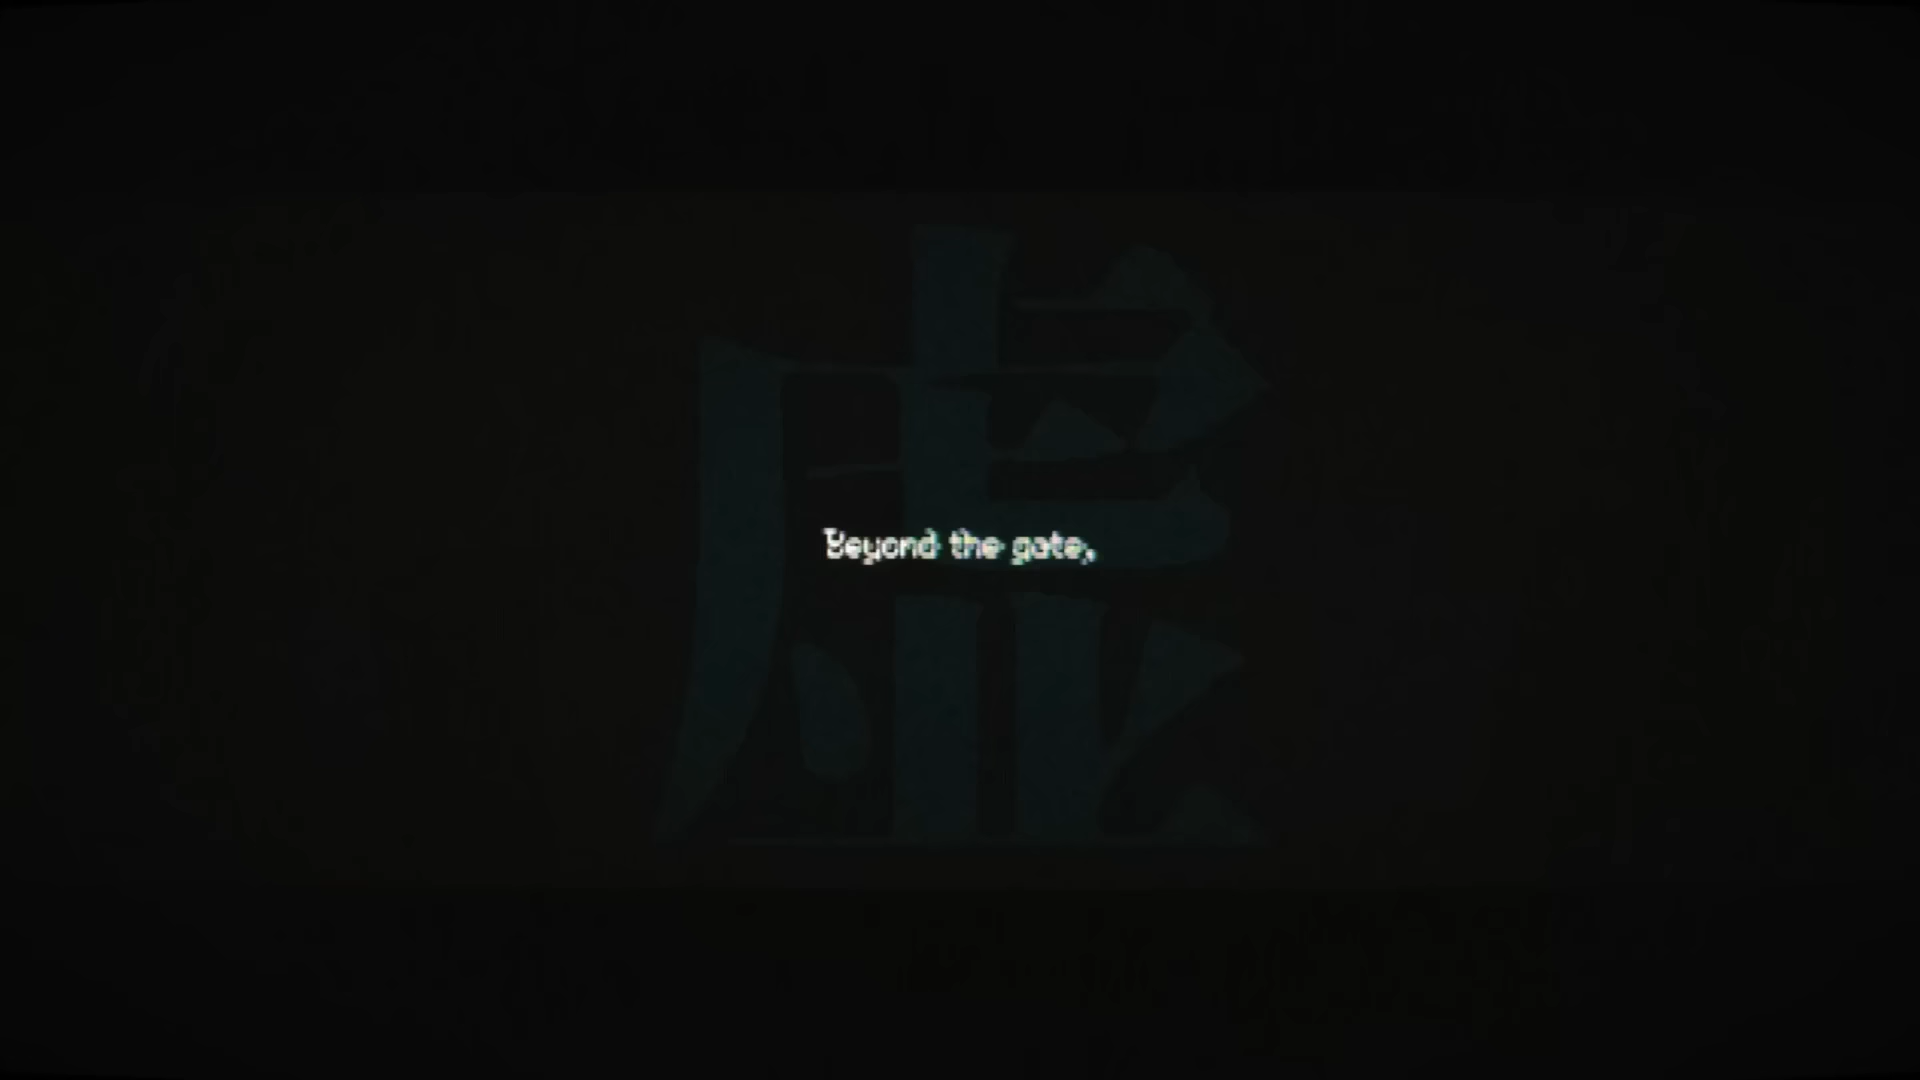 虚
Beyond the gate,